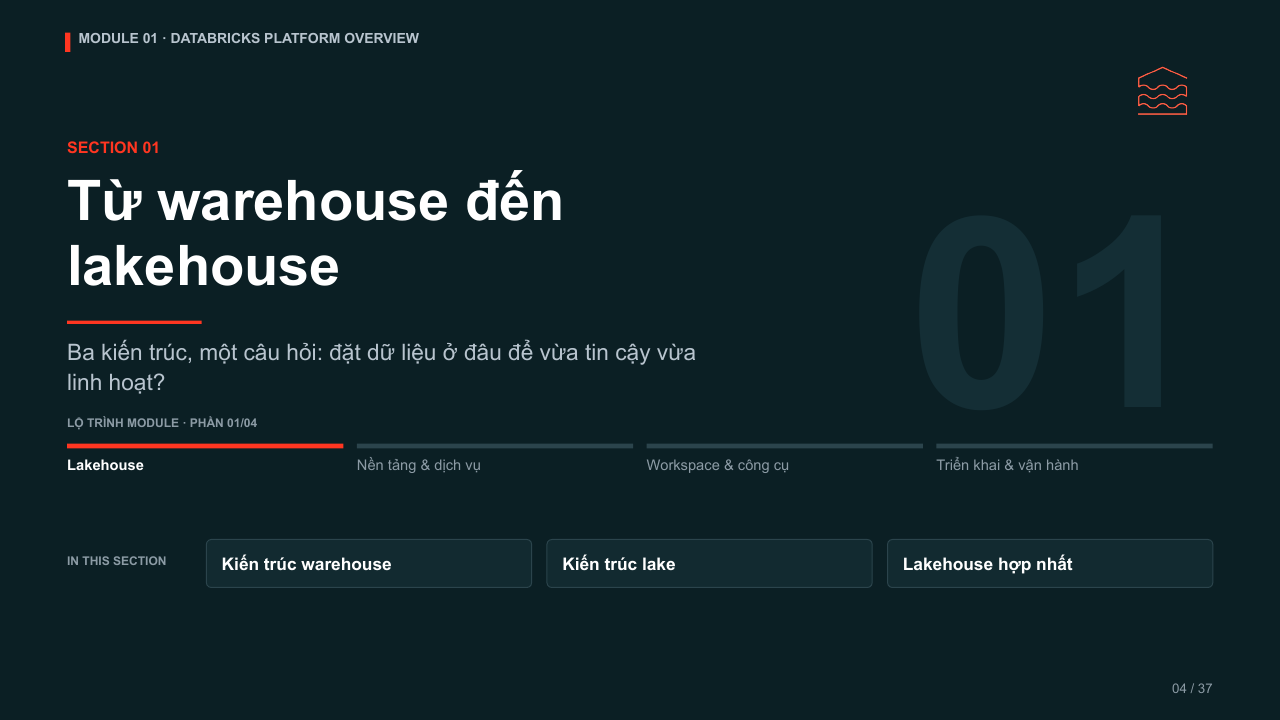 MODULE 01 · DATABRICKS PLATFORM OVERVIEW
SECTION 01
Từ warehouse đến
lakehouse
01
Ba kiến trúc, một câu hỏi: đặt dữ liệu ở đâu để vừa tin cậy vừa
linh hoạt?
LỘ TRÌNH MODULE · PHẦN 01/04
Lakehouse
Nền tảng & dịch vụ
Workspace & công cụ
Triển khai & vận hành
IN THIS SECTION
Kiến trúc warehouse
Kiến trúc lake
Lakehouse hợp nhất
04 / 37